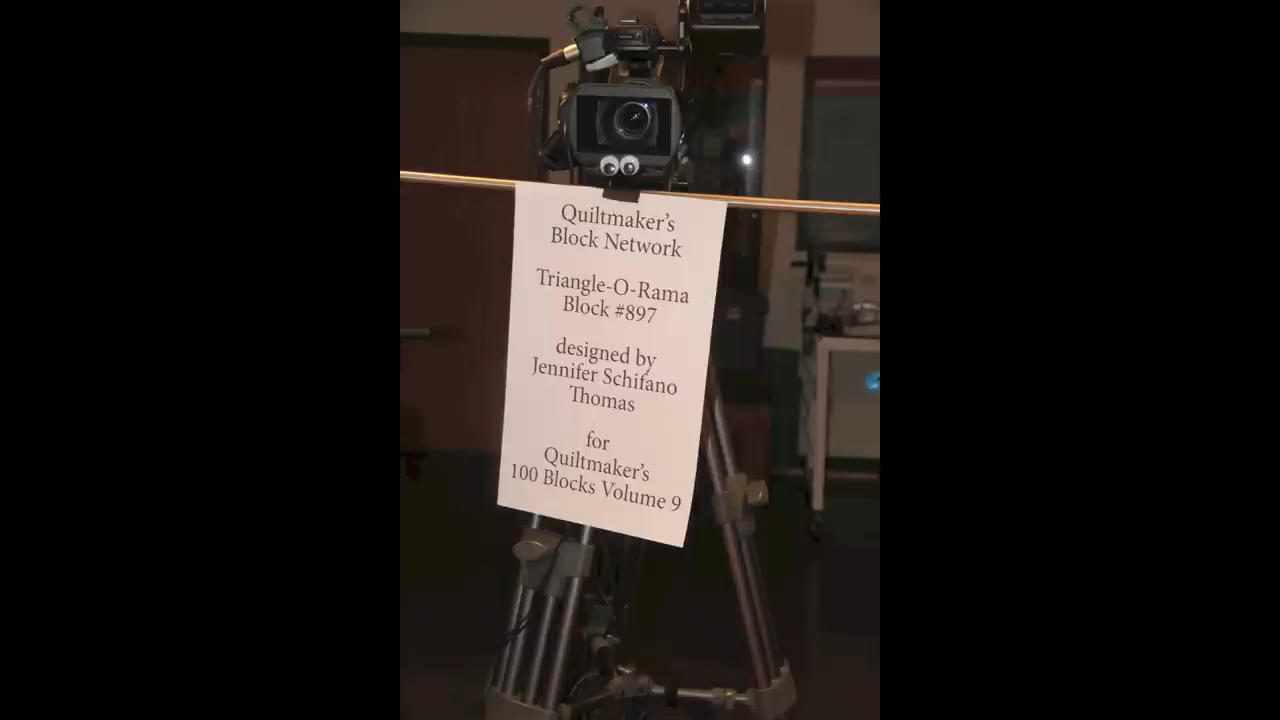 Quiltmaker's
Block Network
Triangle-O-Rama
Block #897
designed by
Jennifer Schifano
Thomas
for
Quiltmaker's
100 Blocks Volume 9